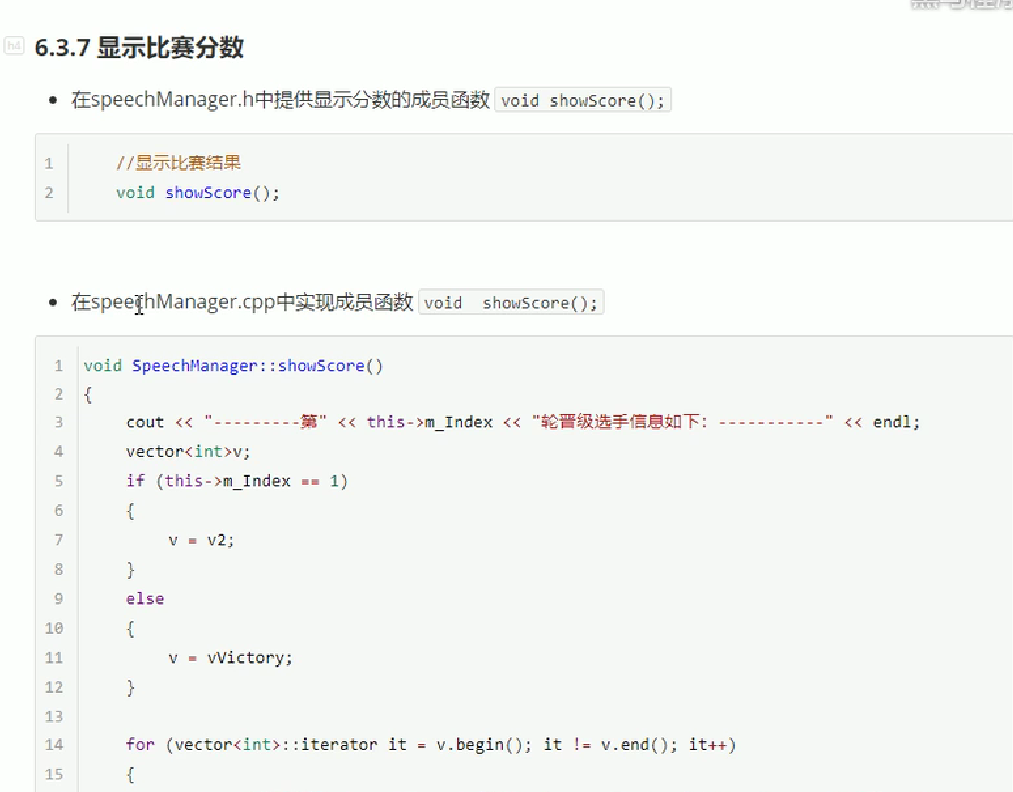 h4
6.3.7 显示比赛分数
在speechManager.h中提供显示分数的成员函数 void showScore();
1 //显示比赛结果
2 void showScore();
在speechManager.cpp中实现成员函数 void showScore();
1 void SpeechManager::showScore()
2 {
3 cout << "---------第" << this->m_Index << "轮晋级选手信息如下: -----------" << endl;
4 vector<int>v;
5 if (this->m_Index == 1)
6 {
7 v = v2;
8 }
9 else
10 {
11 v = vVictory;
12 }
13
14 for (vector<int>::iterator it = v.begin(); it != v.end(); it++)
15 {